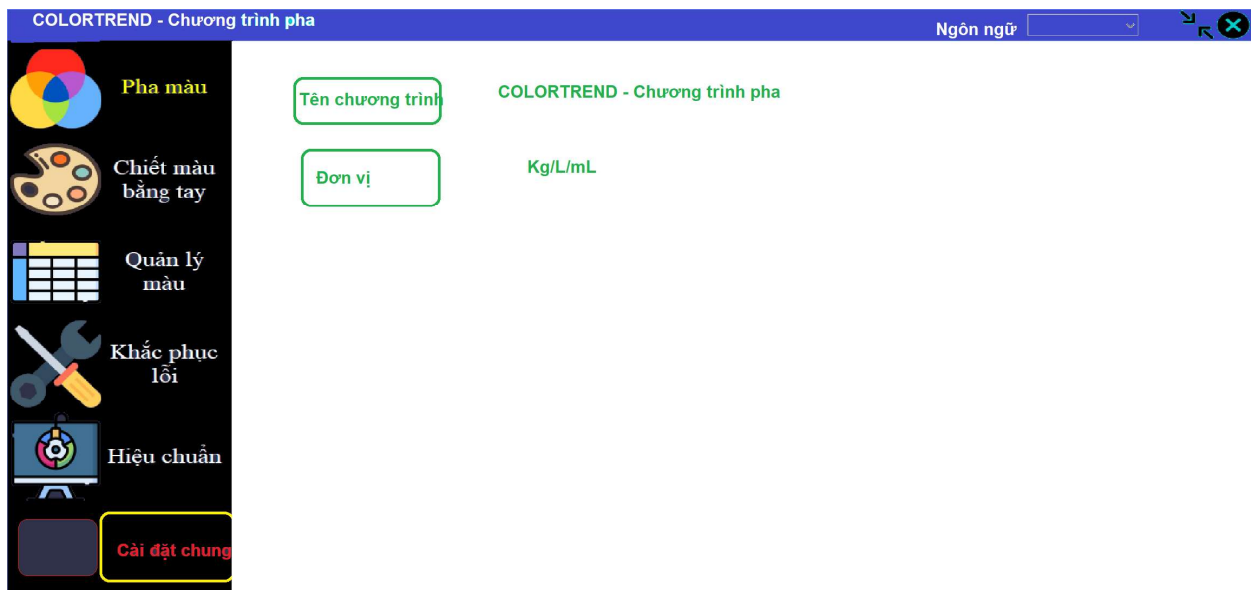 COLORTREND - Chương trình pha
Ngôn ngữ
Pha màu
Tên chương trình
COLORTREND - Chương trình pha
Chiết màu
bằng tay
Đơn vị
Kg/L/mL
Quản lý
màu
Khắc phục
lỗi
Hiệu chuẩn
Cài đặt chung